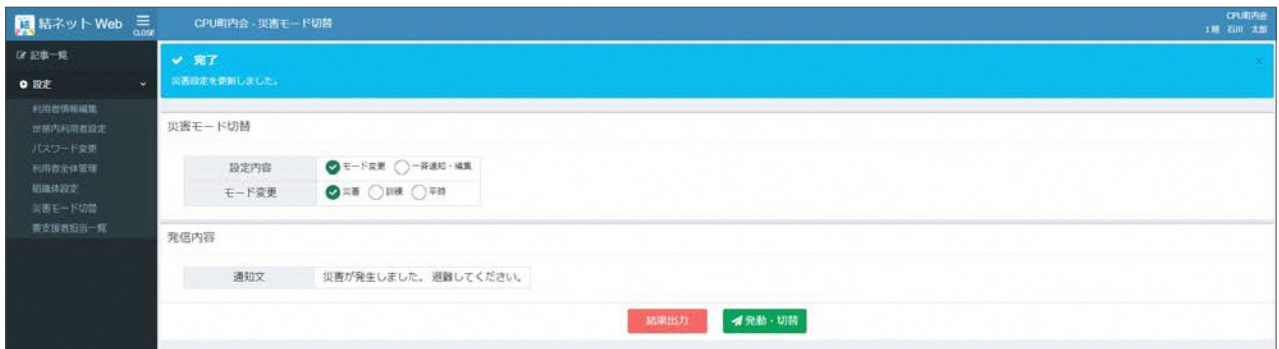 結ネット Web
CLOSE
CPU町内会 - 災害モード切替
CPU町内会
1班 石川 太郎
記事一覧
設定
利用者情報編集
世帯内利用者設定
パスワード変更
利用者全体管理
組織体設定
災害モード切替
要支援者担当一覧
完了
×
災害設定を更新しました。
災害モード切替
設定内容 モード変更 一斉通知・編集
モード変更 災害 訓練 平時
発信内容
通知文 災害が発生しました。 避難してください。
結果出力 発動・切替